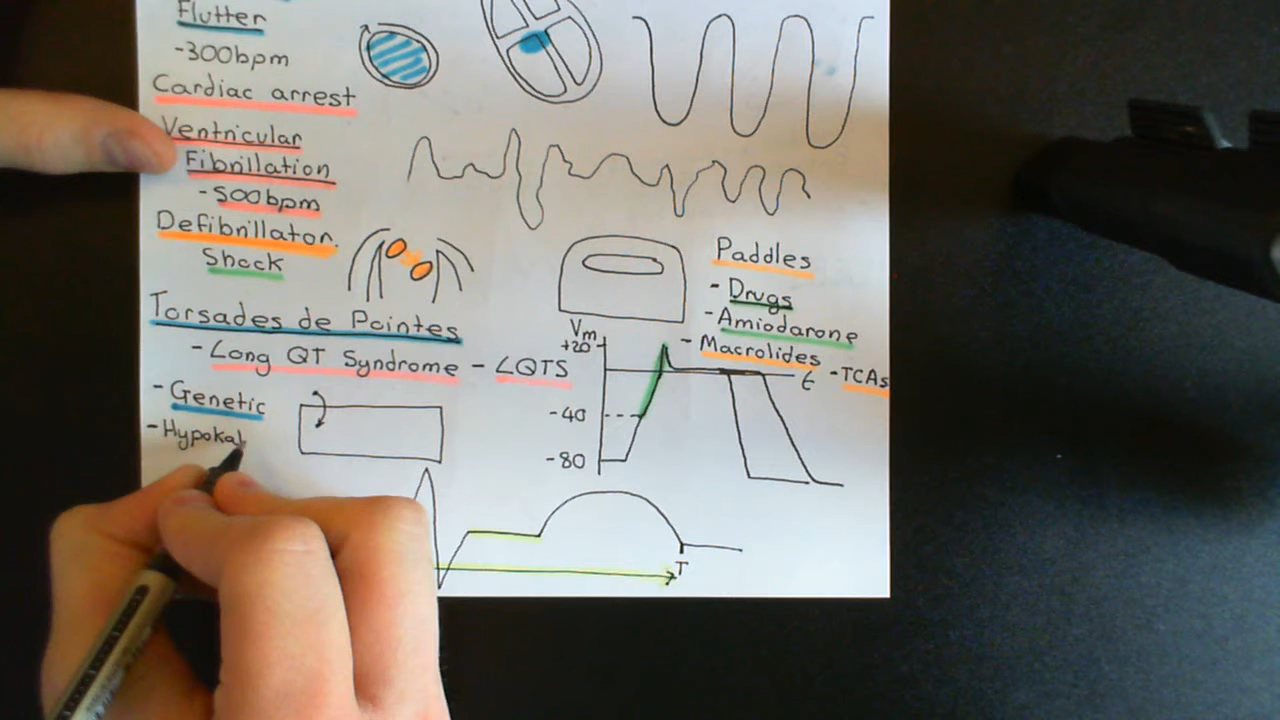 Flutter
-300bpm
Cardiac arrest
Ventricular
Fibrillation
-500bpm
Defibrillator.
Shock
Paddles
- Drugs
- Amiodarone
- Macrolides
- TCAs
Torsades de Pointes
- Long QT Syndrome - LQTS
- Genetic
- Hypokal
Vm
+20
-40
-80
t
T